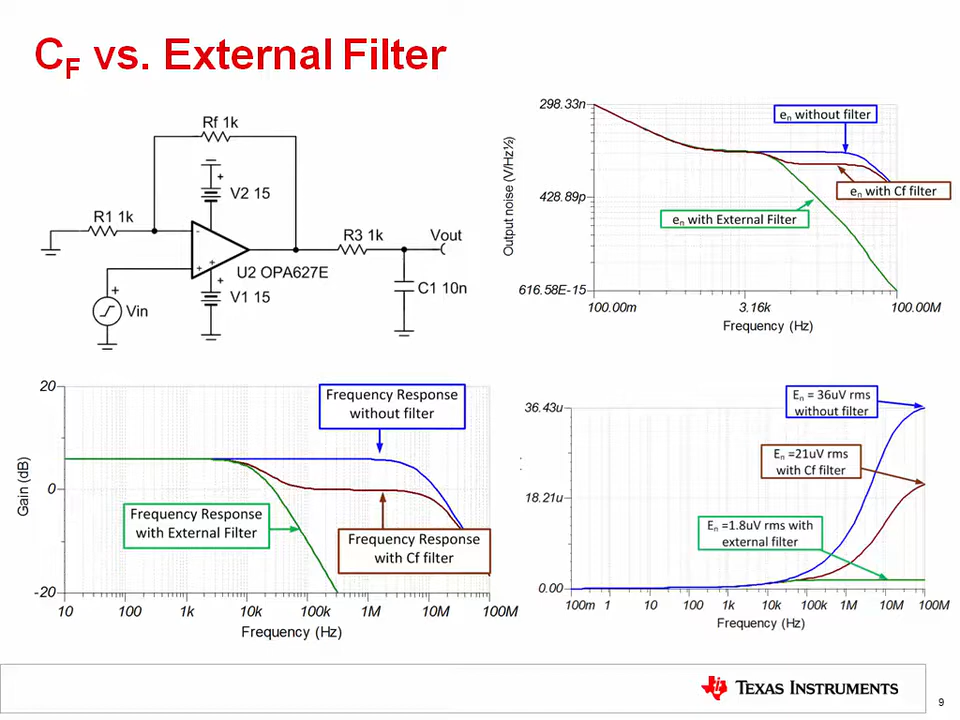 CF vs. External Filter
Rf 1k
+
V2 15
R1 1k
-
+
+
U2 OPA627E
+
V1 15
+
Vin
R3 1k
Vout
C1 10n
298.33n
428.89p
616.58E-15
Output noise (V/Hz½)
en without filter
en with Cf filter
en with External Filter
100.00m
3.16k
100.00M
Frequency (Hz)
20
0
-20
Gain (dB)
Frequency Response
without filter
Frequency Response
with External Filter
Frequency Response
with Cf filter
10
100
1k
10k
100k
1M
10M
100M
Frequency (Hz)
36.43u
18.21u
0.00
En = 36uV rms
without filter
En =21uV rms
with Cf filter
En =1.8uV rms with
external filter
100m
1
10
100
1k
10k
100k
1M
10M
100M
Frequency (Hz)
TEXAS INSTRUMENTS
9